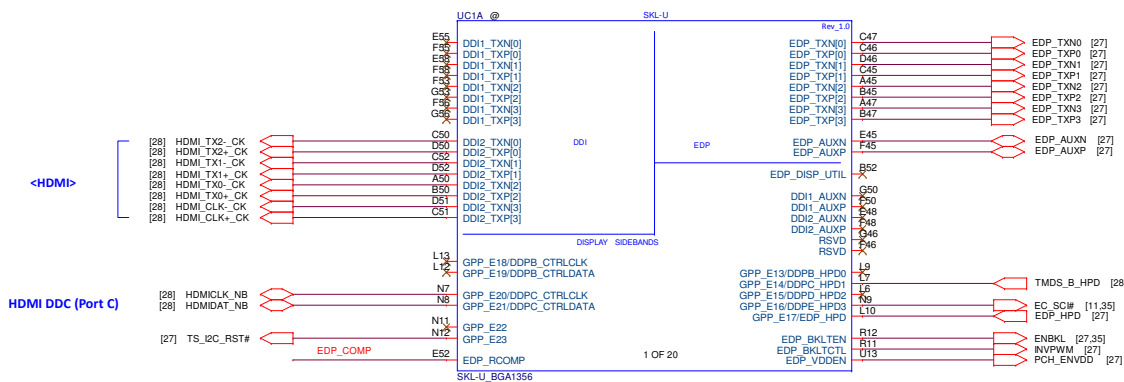 UC1A @ SKL-U
Rev_1.0
E55 DDI1_TXN[0] EDP_TXN[0] C47 EDP_TXN0 [27]
F55 DDI1_TXP[0] EDP_TXP[0] C46 EDP_TXP0 [27]
E58 DDI1_TXN[1] EDP_TXN[1] D46 EDP_TXN1 [27]
F58 DDI1_TXP[1] EDP_TXP[1] C45 EDP_TXP1 [27]
F53 DDI1_TXN[2] EDP_TXN[2] A45 EDP_TXN2 [27]
G53 DDI1_TXP[2] EDP_TXP[2] B45 EDP_TXP2 [27]
F56 DDI1_TXN[3] EDP_TXN[3] A47 EDP_TXN3 [27]
G56 DDI1_TXP[3] EDP_TXP[3] B47 EDP_TXP3 [27]
[28] HDMI_TX2-_CK C50 DDI2_TXN[0] DDI EDP EDP_AUXN E45 EDP_AUXN [27]
[28] HDMI_TX2+_CK D50 DDI2_TXP[0] EDP_AUXP F45 EDP_AUXP [27]
[28] HDMI_TX1-_CK C52 DDI2_TXN[1]
[28] HDMI_TX1+_CK D52 DDI2_TXP[1] EDP_DISP_UTIL B52
<HDMI>
[28] HDMI_TX0-_CK A50 DDI2_TXN[2]
[28] HDMI_TX0+_CK B50 DDI2_TXP[2] DDI1_AUXN G50
[28] HDMI_CLK-_CK D51 DDI2_TXN[3] DDI1_AUXP F50
[28] HDMI_CLK+_CK C51 DDI2_TXP[3] DDI2_AUXN E48
DDI2_AUXP F48
DISPLAY SIDEBANDS RSVD G46
RSVD F46
L13 GPP_E18/DDPB_CTRLCLK
L12 GPP_E19/DDPB_CTRLDATA GPP_E13/DDPB_HPD0 L9
GPP_E14/DDPC_HPD1 L7 TMDS_B_HPD [28
HDMI DDC (Port C) [28] HDMICLK_NB N7 GPP_E20/DDPC_CTRLCLK GPP_E15/DDPD_HPD2 L6
[28] HDMIDAT_NB N8 GPP_E21/DDPC_CTRLDATA GPP_E16/DDPE_HPD3 N9 EC_SCI# [11,35]
GPP_E17/EDP_HPD L10 EDP_HPD [27]
N11 GPP_E22
[27] TS_I2C_RST# N12 GPP_E23 EDP_BKLTEN R12 ENBKL [27,35]
EDP_COMP EDP_BKLTCTL R11 INVPWM [27]
E52 EDP_RCOMP 1 OF 20 EDP_VDDEN U13 PCH_ENVDD [27]
SKL-U_BGA1356